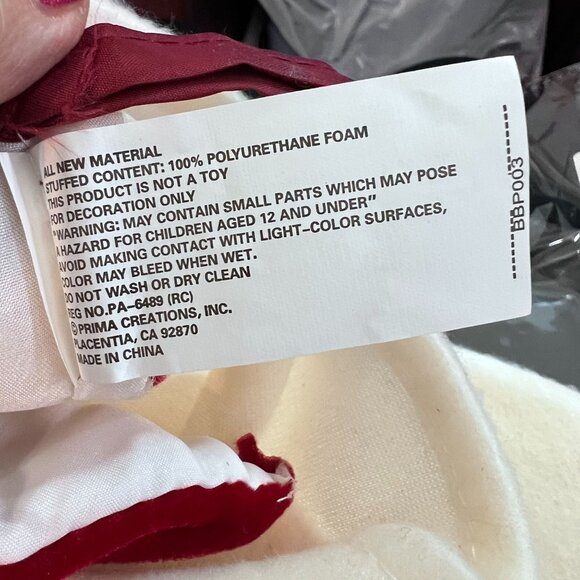 ALL NEW MATERIAL
STUFFED CONTENT: 100% POLYURETHANE FOAM
THIS PRODUCT IS NOT A TOY
FOR DECORATION ONLY
"WARNING: MAY CONTAIN SMALL PARTS WHICH MAY POSE
A HAZARD FOR CHILDREN AGED 12 AND UNDER"
AVOID MAKING CONTACT WITH LIGHT-COLOR SURFACES,
COLOR MAY BLEED WHEN WET.
DO NOT WASH OR DRY CLEAN
REG NO.PA-6489 (RC)
©PRIMA CREATIONS, INC.
PLACENTIA, CA 92870
MADE IN CHINA
BBP003